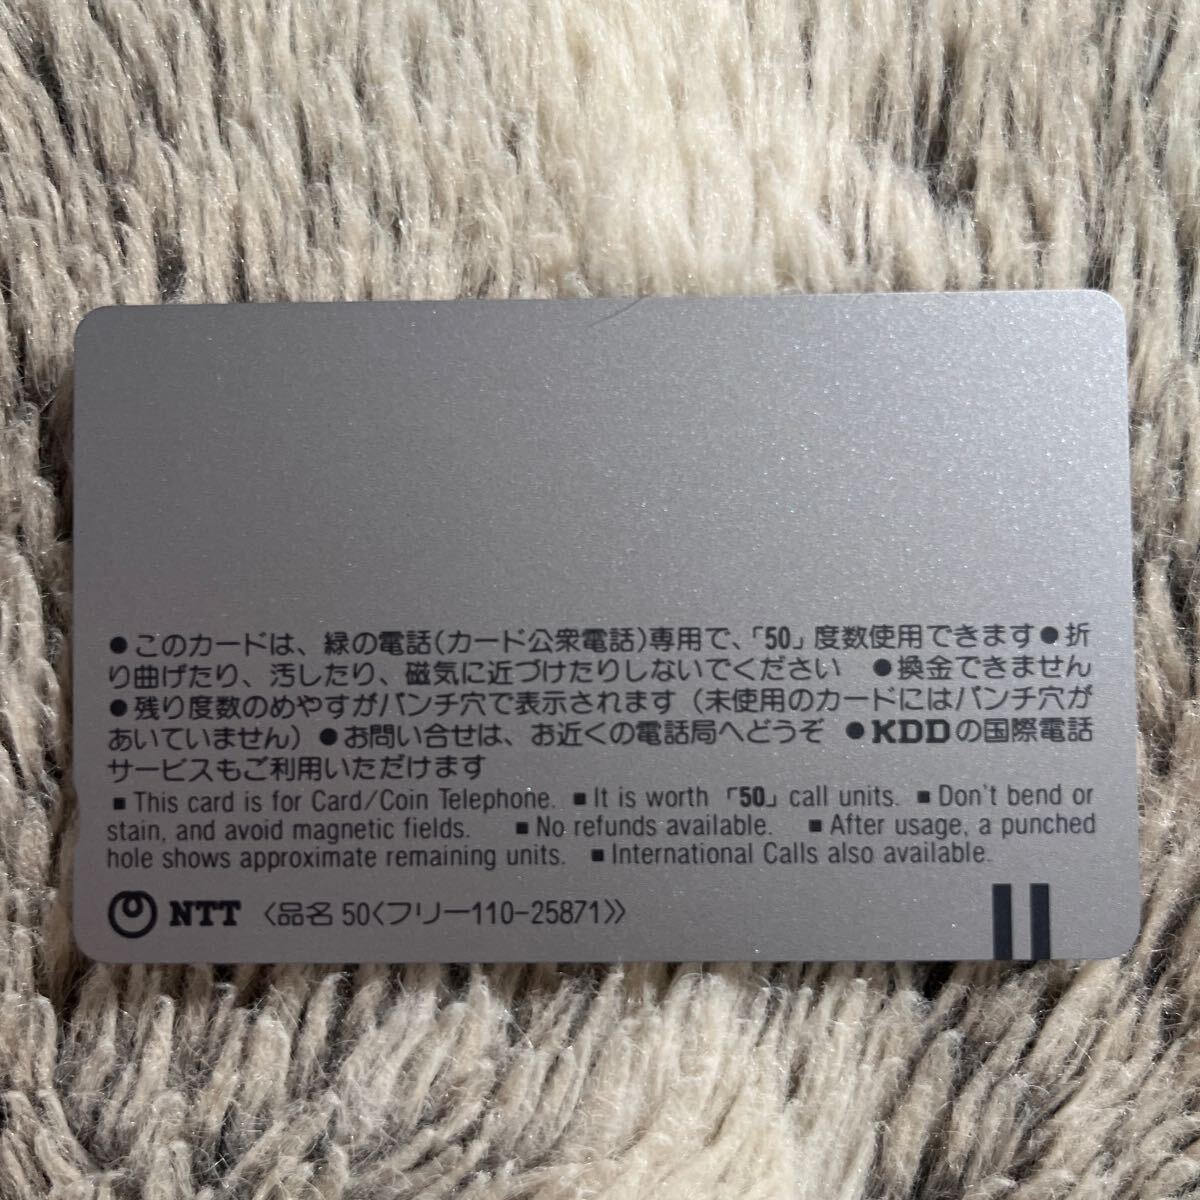 ●このカードは、緑の電話(カード公衆電話)専用で、「50」度数使用できます●折
り曲げたり、汚したり、磁気に近づけたりしないでください ●換金できません
●残り度数のめやすがパンチ穴で表示されます（未使用のカードにはパンチ穴が
あいていません）●お問い合せは、お近くの電話局へどうぞ ●KDDの国際電話
サービスもご利用いただけます
■This card is for Card/Coin Telephone. ■It is worth 「50」 call units. ■Don't bend or
stain, and avoid magnetic fields. ■No refunds available. ■After usage, a punched
hole shows approximate remaining units. ■International Calls also available.
NTT 〈品名 50〈フリー110-25871〉〉